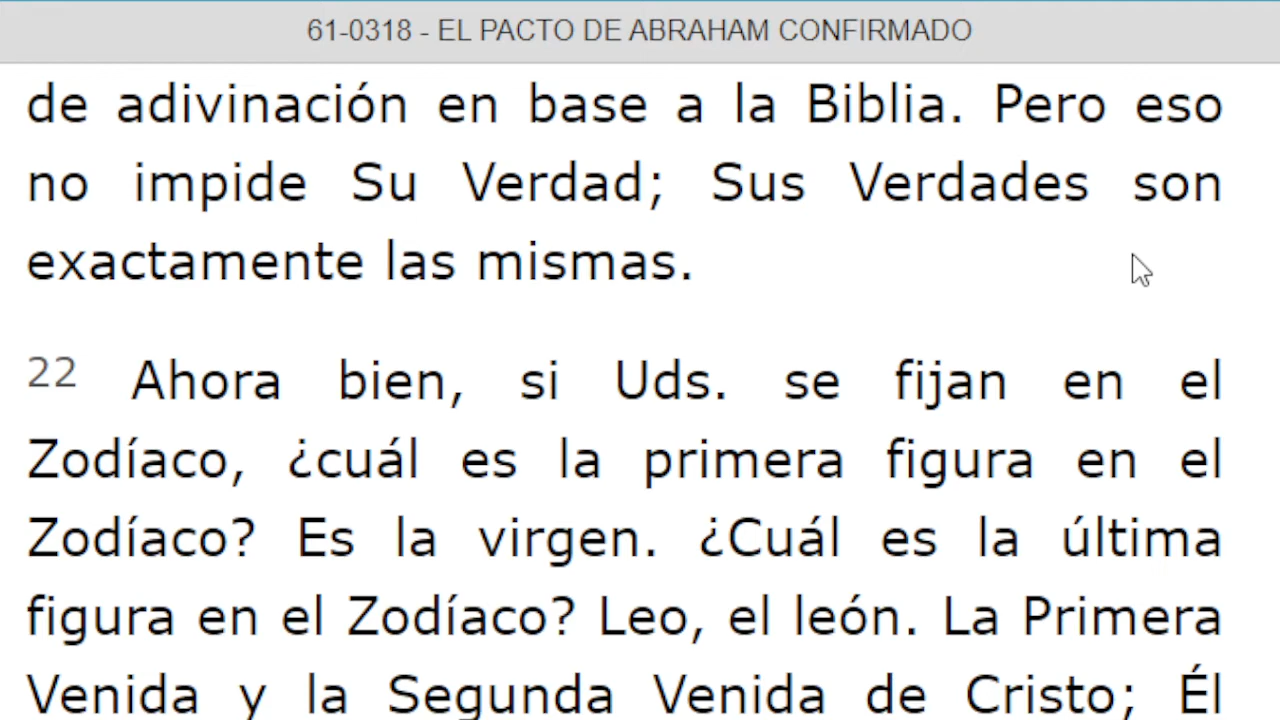 61-0318 - EL PACTO DE ABRAHAM CONFIRMADO
de adivinación en base a la Biblia. Pero eso
no impide Su Verdad; Sus Verdades son
exactamente las mismas.
22 Ahora bien, si Uds. se fijan en el
Zodíaco, ¿cuál es la primera figura en el
Zodíaco? Es la virgen. ¿Cuál es la última
figura en el Zodíaco? Leo, el león. La Primera
Venida y la Segunda Venida de Cristo; Él